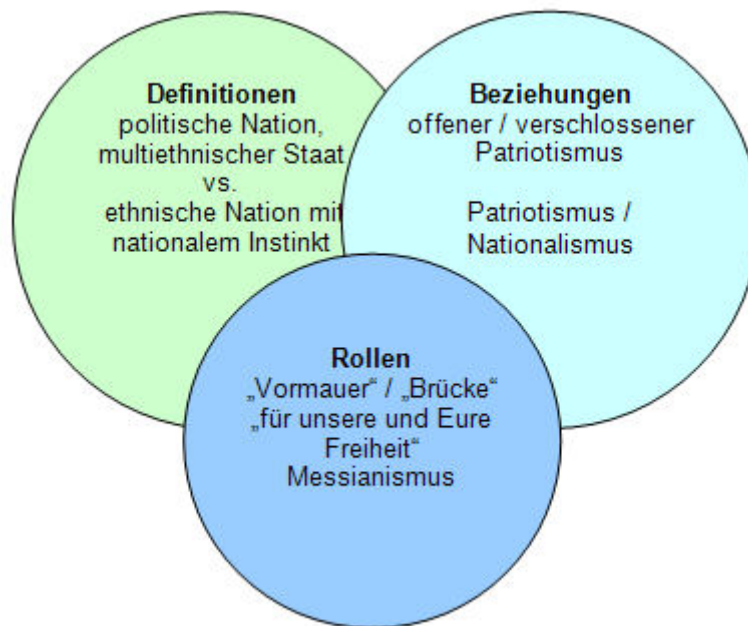 Definitionen
politische Nation,
multiethnischer Staat
vs.
ethnische Nation mit
nationalem Instinkt
Beziehungen
offener / verschlossener
Patriotismus
Patriotismus /
Nationalismus
Rollen
„Vormauer“ / „Brücke“
„für unsere und Eure
Freiheit“
Messianismus